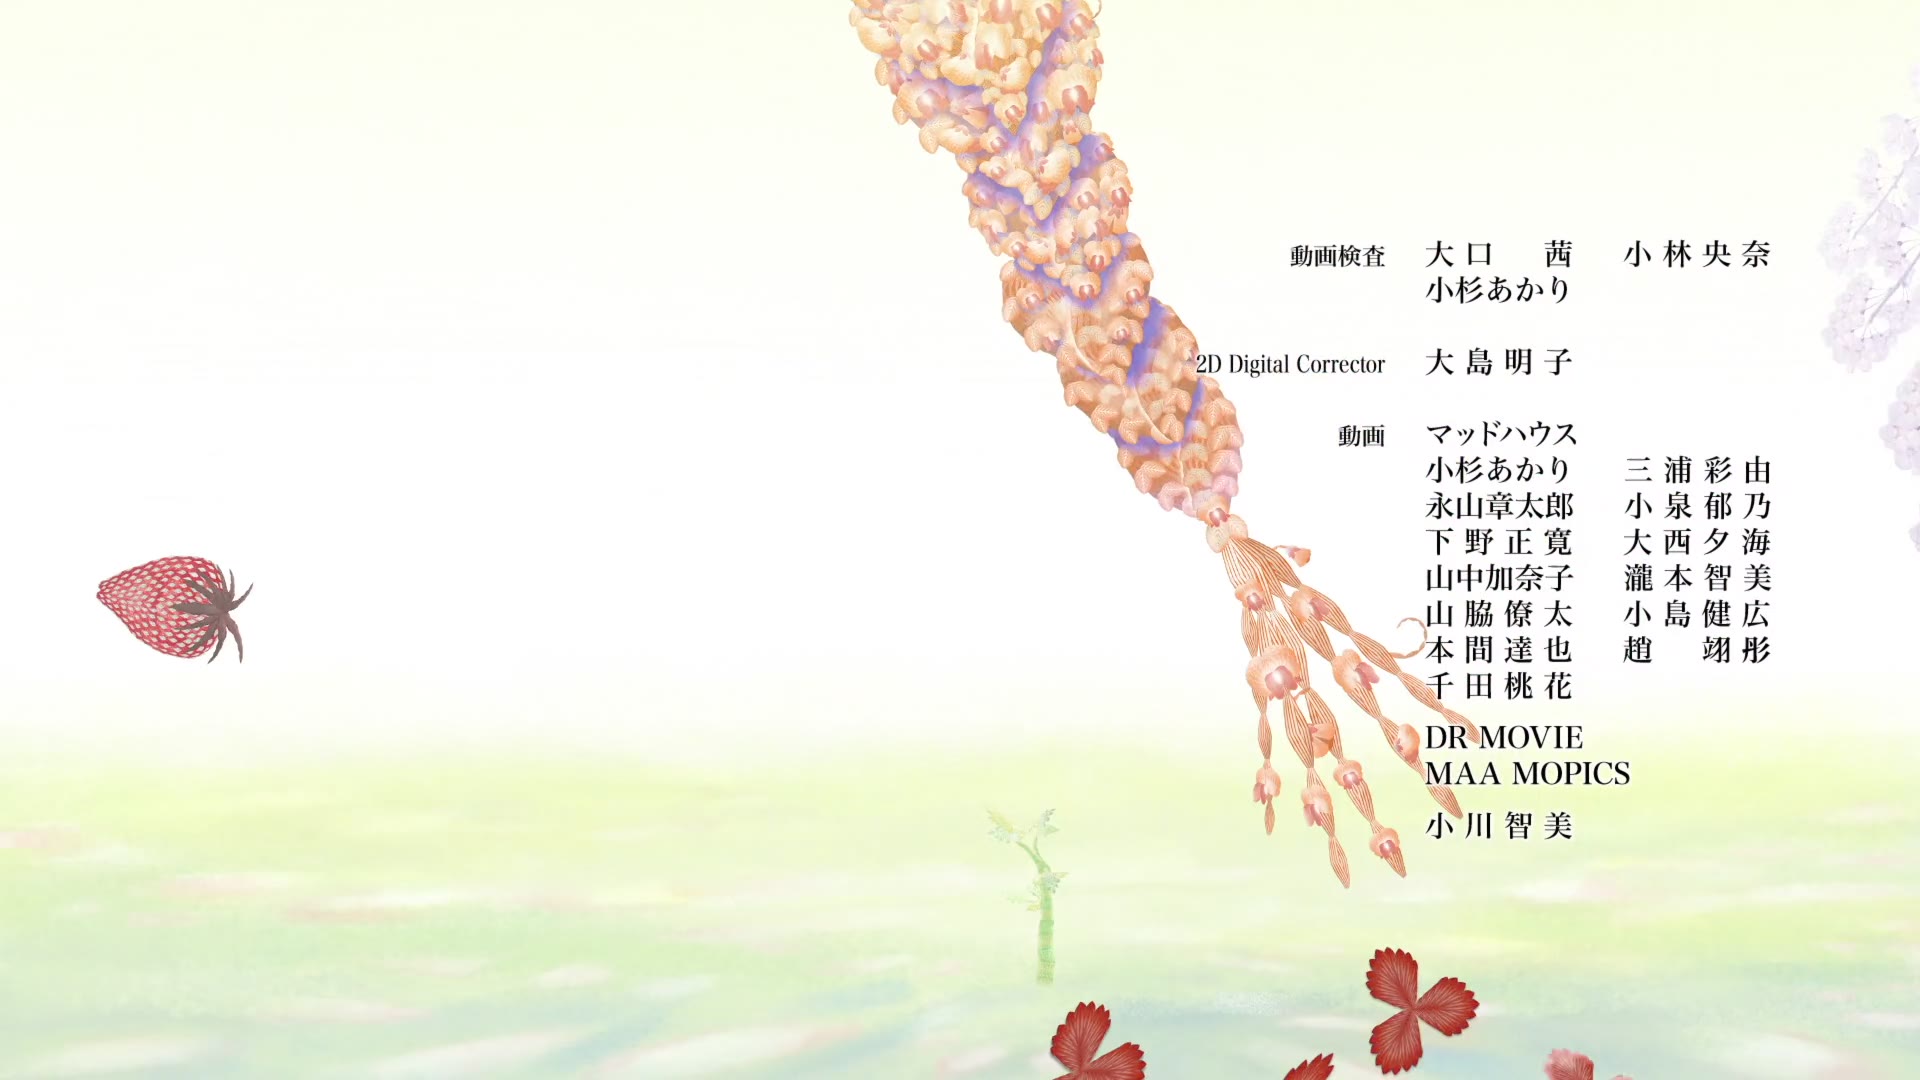 動画検査 大口 茜 小林央奈
小杉あかり
2D Digital Corrector 大島明子
動画 マッドハウス
小杉あかり 三浦彩由
永山章太郎 小泉郁乃
下野正寛 大西夕海
山中加奈子 瀧本智美
山脇僚太 小島健広
本間達也 趙 翊彤
千田桃花
DR MOVIE
MAA MOPICS
小川智美